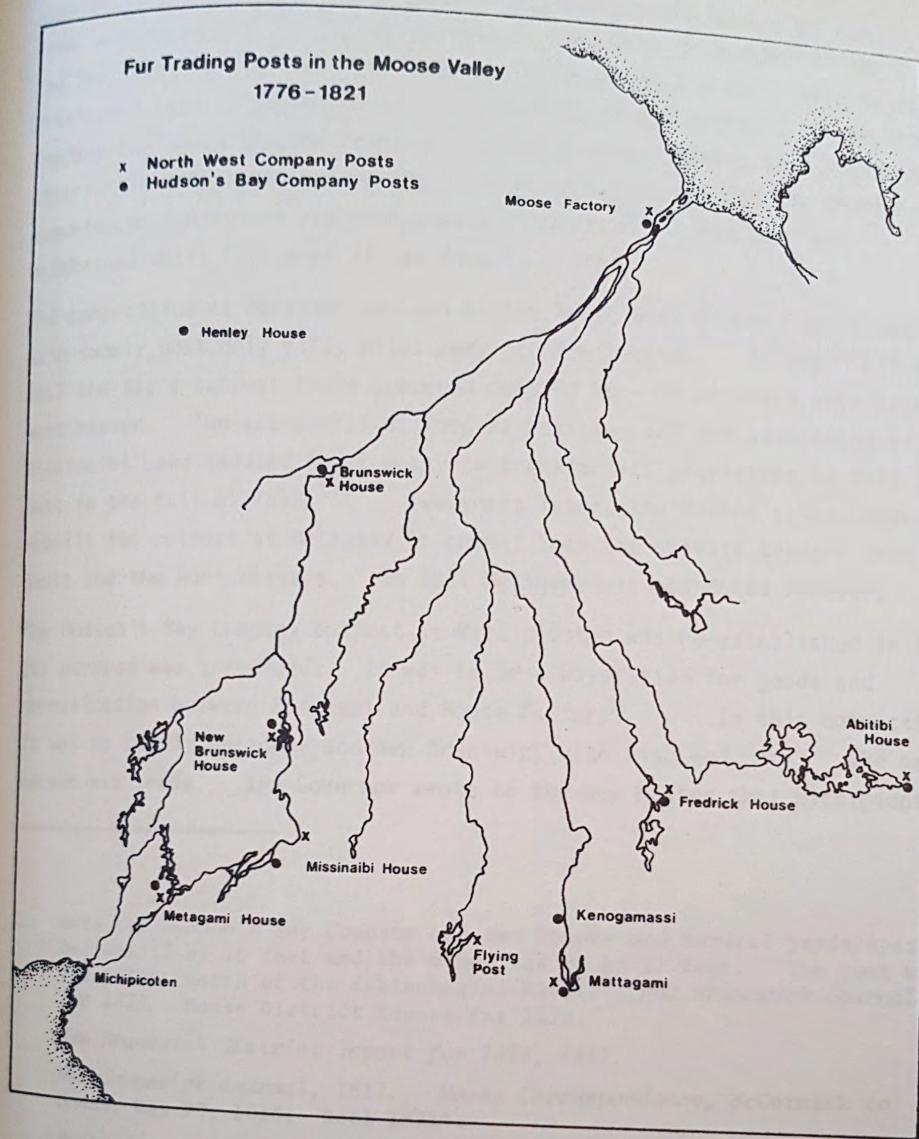 Fur Trading Posts in the Moose Valley
1776-1821
x North West Company Posts
● Hudson's Bay Company Posts
Moose Factory
Henley House
Brunswick
House
Abitibi
House
New
Brunswick
House
Fredrick House
Missinaibi House
Metagami House
Kenogamassi
Flying
Post
Michipicoten
Mattagami